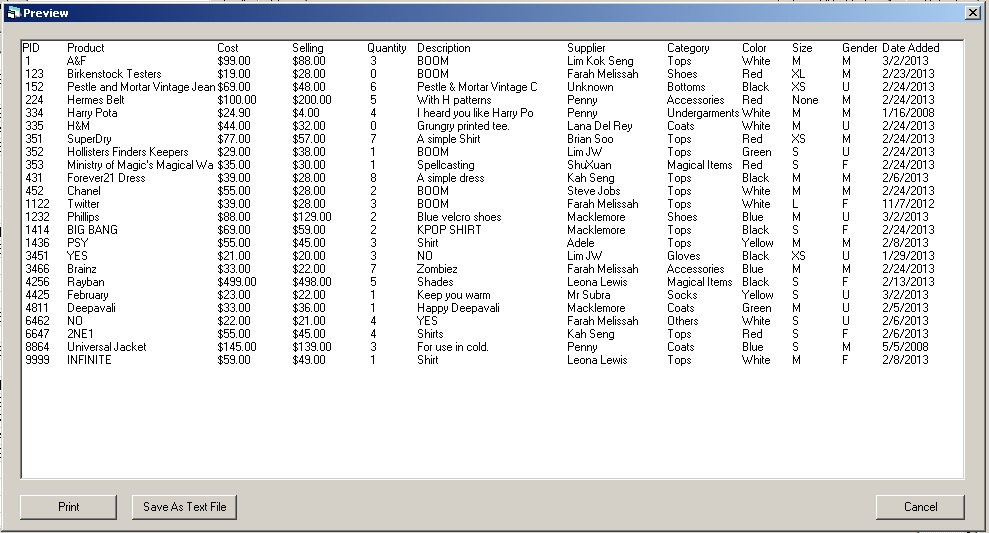 Preview
PID Product Cost Selling Quantity Description Supplier Category Color Size Gender Date Added
1 A&F $99.00 $88.00 3 BOOM Lim Kok Seng Tops White M M 3/2/2013
123 Birkenstock Testers $19.00 $28.00 0 BOOM Farah Melissah Shoes Red XL M 2/23/2013
152 Pestle and Mortar Vintage Jean $69.00 $48.00 6 Pestle & Mortar Vintage C Unknown Bottoms Black XS U 2/24/2013
224 Hermes Belt $100.00 $200.00 5 With H patterns Penny Accessories Red None M 2/24/2013
334 Harry Pota $24.90 $4.00 4 I heard you like Harry Po Penny Undergarments White M M 1/16/2008
335 H&M $44.00 $32.00 0 Grungry printed tee. Lana Del Rey Coats White M U 2/24/2013
351 SuperDry $77.00 $57.00 7 A simple Shirt Brian Soo Tops Red XS M 2/24/2013
352 Hollisters Finders Keepers $29.00 $38.00 1 BOOM Lim JW Tops Green S U 2/24/2013
353 Ministry of Magic's Magical Wa $35.00 $30.00 1 Spellcasting ShuXuan Magical Items Red S F 2/24/2013
431 Forever21 Dress $39.00 $28.00 8 A simple dress Kah Seng Tops Black M M 2/6/2013
452 Chanel $55.00 $28.00 2 BOOM Steve Jobs Tops White M M 2/24/2013
1122 Twitter $39.00 $28.00 3 BOOM Farah Melissah Tops White L F 11/7/2012
1232 Phillips $88.00 $129.00 2 Blue velcro shoes Macklemore Shoes Blue M U 3/2/2013
1414 BIG BANG $69.00 $59.00 2 KPOP SHIRT Macklemore Tops Black S F 2/24/2013
1436 PSY $55.00 $45.00 3 Shirt Adele Tops Yellow M M 2/8/2013
3451 YES $21.00 $20.00 3 NO Lim JW Gloves Black XS U 1/29/2013
3466 Brainz $33.00 $22.00 7 Zombiez Farah Melissah Accessories Blue M M 2/24/2013
4256 Rayban $499.00 $498.00 5 Shades Leona Lewis Magical Items Black S F 2/13/2013
4425 February $23.00 $22.00 1 Keep you warm Mr Subra Socks Yellow S U 3/2/2013
4811 Deepavali $33.00 $36.00 1 Happy Deepavali Macklemore Coats Green M U 2/5/2013
6462 NO $22.00 $21.00 4 YES Farah Melissah Others White S U 2/6/2013
6647 2NE1 $55.00 $45.00 4 Shirts Kah Seng Tops Red S F 2/6/2013
8864 Universal Jacket $145.00 $139.00 3 For use in cold. Penny Coats Blue S M 5/5/2008
9999 INFINITE $59.00 $49.00 1 Shirt Leona Lewis Tops White M F 2/8/2013
Print Save As Text File Cancel